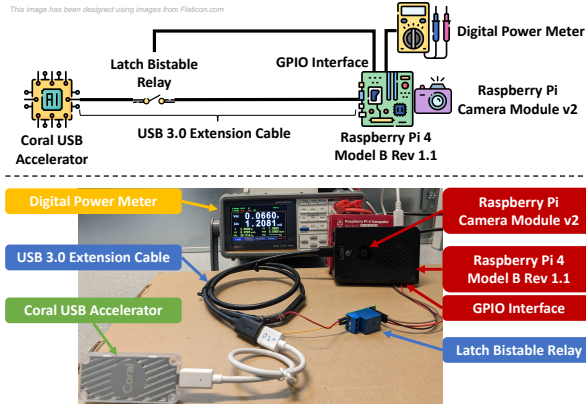 This image has been designed using images from Flaticon.com
Digital Power Meter
Latch Bistable
Relay
GPIO Interface
AI
Raspberry Pi
Camera Module v2
USB 3.0 Extension Cable
Coral USB
Accelerator
Raspberry Pi 4
Model B Rev 1.1
Digital Power Meter
USB 3.0 Extension Cable
Coral USB Accelerator
0.0660
1.2081
Raspberry Pi 4 Computer
Coral
Raspberry Pi
Camera Module v2
Raspberry Pi 4
Model B Rev 1.1
GPIO Interface
Latch Bistable Relay